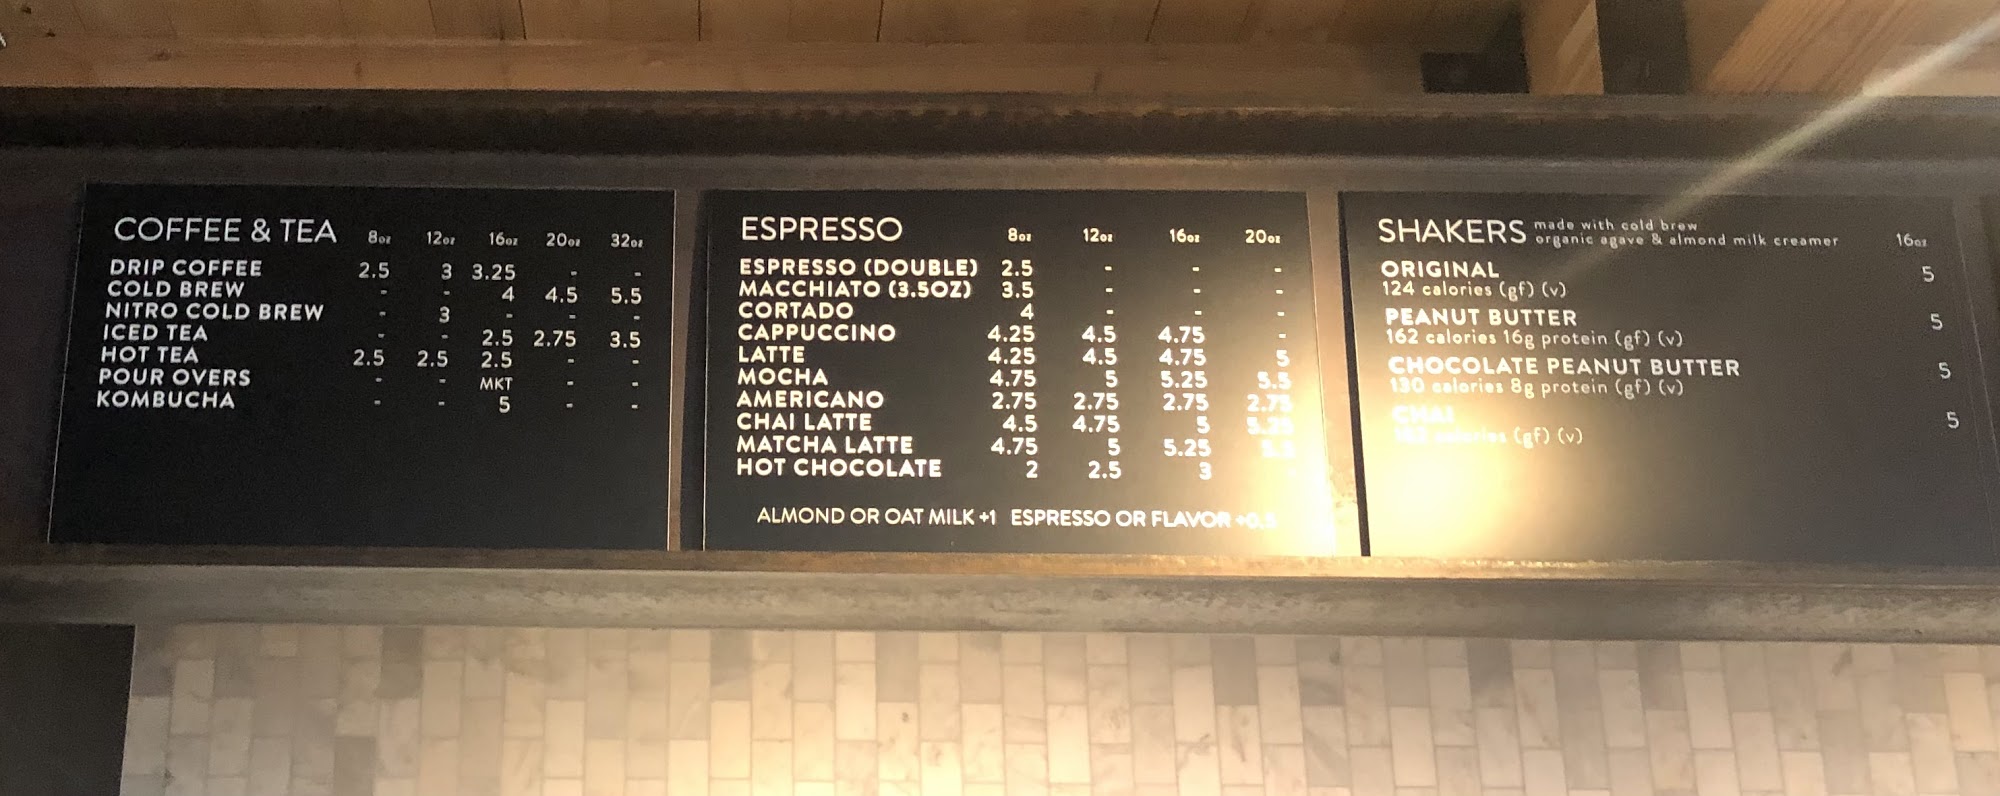 COFFEE & TEA 8oz 12oz 16oz 20oz 32oz
DRIP COFFEE 2.5 3 3.25 - -
COLD BREW - - 4 4.5 5.5
NITRO COLD BREW - 3 - - -
ICED TEA - - 2.5 2.75 3.5
HOT TEA 2.5 2.5 2.5 - -
POUR OVERS - - MKT - -
KOMBUCHA - - 5 - -
ESPRESSO 8oz 12oz 16oz 20oz
ESPRESSO (DOUBLE) 2.5 - - -
MACCHIATO (3.5OZ) 3.5 - - -
CORTADO 4 - - -
CAPPUCCINO 4.25 4.5 4.75 -
LATTE 4.25 4.5 4.75 5
MOCHA 4.75 5 5.25 5.5
AMERICANO 2.75 2.75 2.75 2.75
CHAI LATTE 4.5 4.75 5 5.25
MATCHA LATTE 4.75 5 5.25
HOT CHOCOLATE 2 2.5 3
ALMOND OR OAT MILK +1 ESPRESSO OR FLAVOR
SHAKERS made with cold brew
organic agave & almond milk creamer 16oz
ORIGINAL 5
124 calories (gf) (v)
PEANUT BUTTER 5
162 calories 16g protein (gf) (v)
CHOCOLATE PEANUT BUTTER 5
130 calories 8g protein (gf) (v)
CHAI 5
calories (gf) (v)